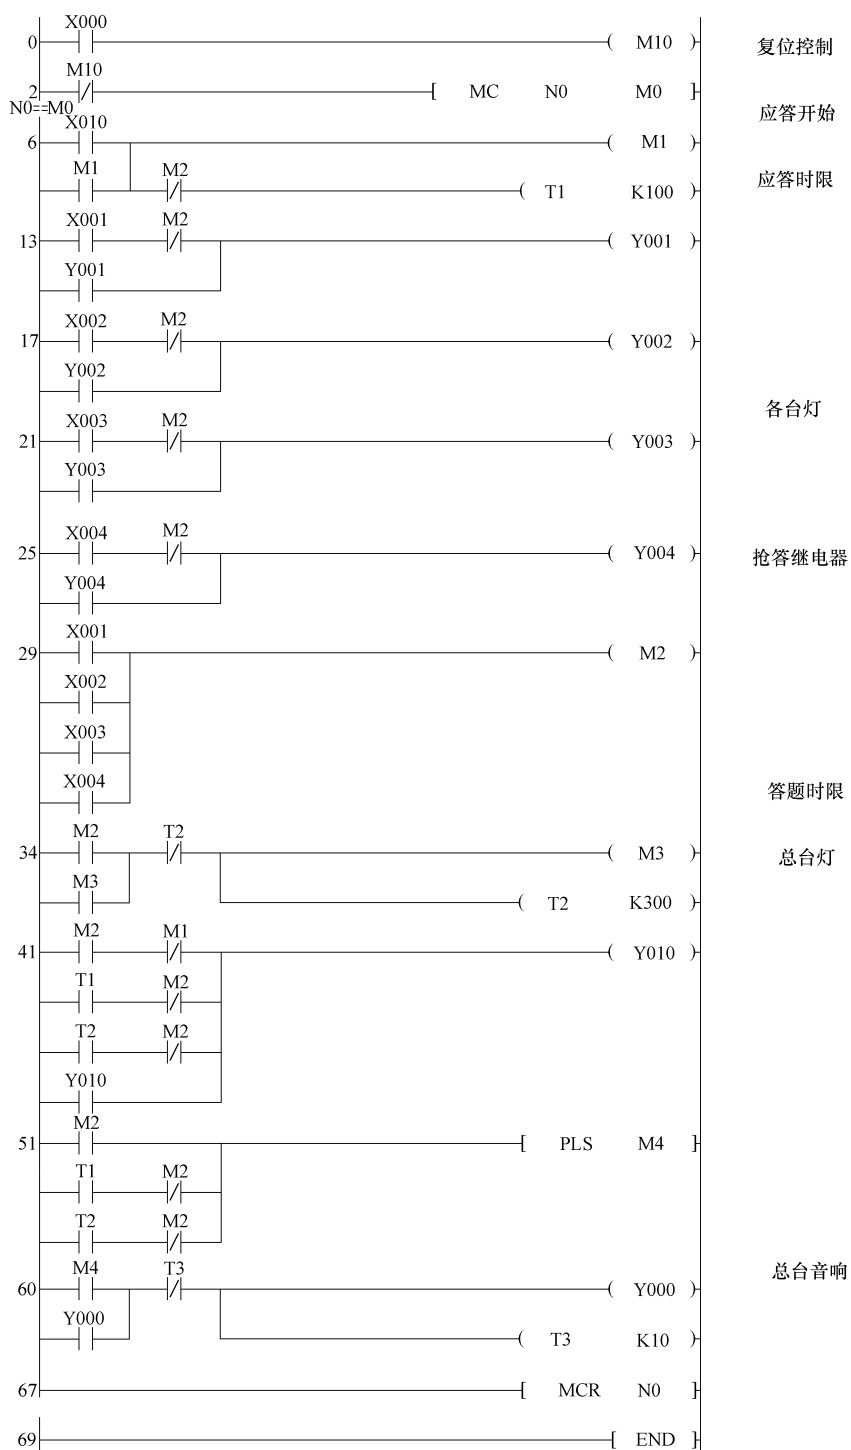 X000
0 ( M10 ) 复位控制
M10
2 [ MC N0 M0 ]
N0==M0
应答开始
X010
6 ( M1 )
M1 M2
应答时限
( T1 K100 )
X001 M2
13 ( Y001 )
Y001
X002 M2
17 ( Y002 )
Y002
各台灯
X003 M2
21 ( Y003 )
Y003
X004 M2
25 ( Y004 ) 抢答继电器
Y004
X001
29 ( M2 )
X002
X003
X004
答题时限
M2 T2
34 ( M3 ) 总台灯
M3
( T2 K300 )
M2 M1
41 ( Y010 )
T1 M2
T2 M2
Y010
M2
51 [ PLS M4 ]
T1 M2
T2 M2
M4 T3
总台音响
60 ( Y000 )
Y000
( T3 K10 )
67 [ MCR N0 ]
69 [ END ]